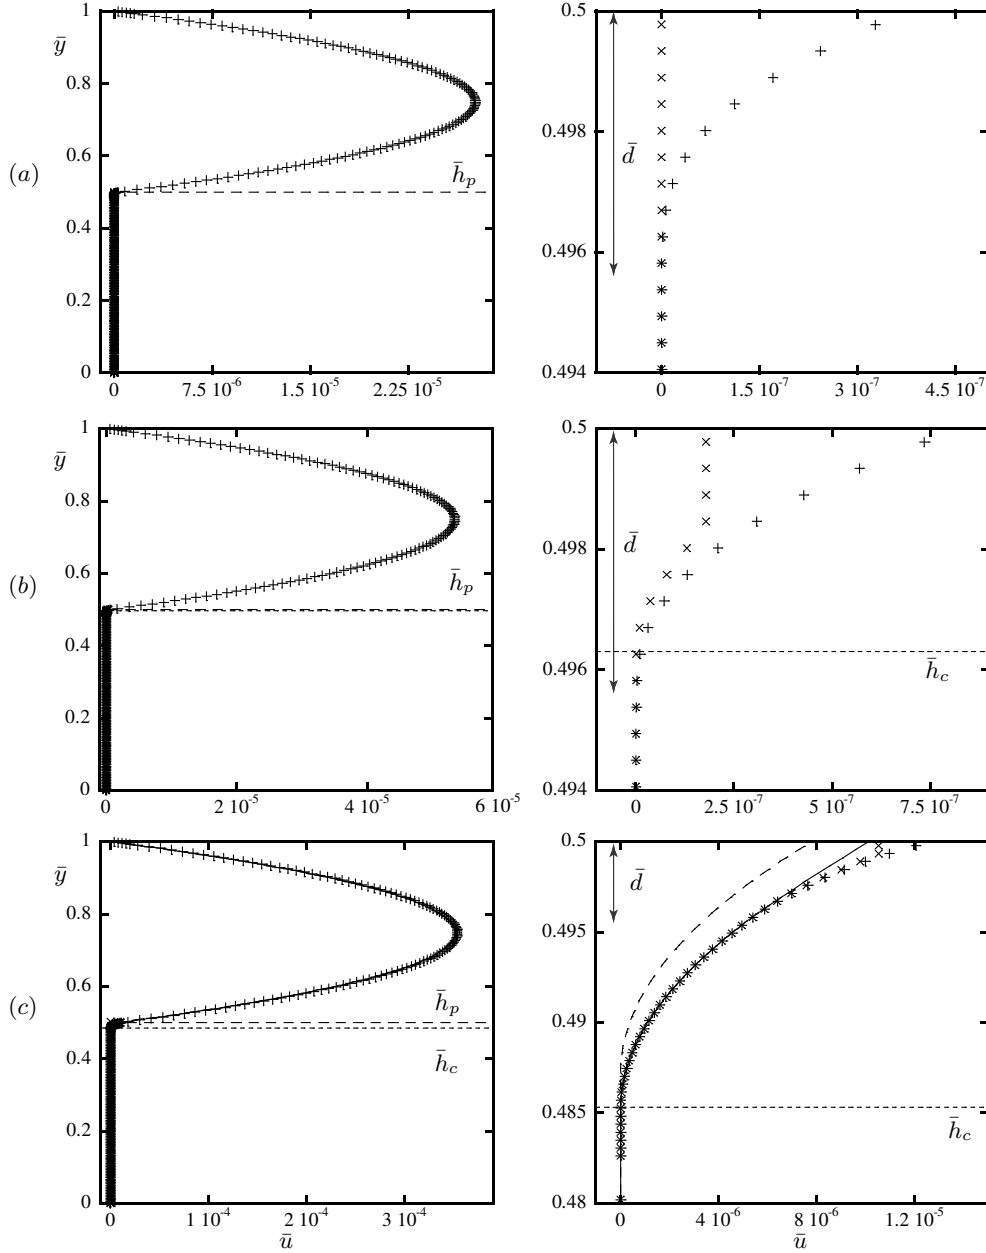 (a)
ȳ
1
0.8
0.6
0.4
0.2
0
h̄ₚ
0 7.5 10⁻⁶ 1.5 10⁻⁵ 2.25 10⁻⁵
0.5
0.498
0.496
0.494
d̄
0 1.5 10⁻⁷ 3 10⁻⁷ 4.5 10⁻⁷
(b)
ȳ
1
0.8
0.6
0.4
0.2
0
h̄ₚ
0 2 10⁻⁵ 4 10⁻⁵ 6 10⁻⁵
0.5
0.498
0.496
0.494
d̄
h̄_c
0 2.5 10⁻⁷ 5 10⁻⁷ 7.5 10⁻⁷
(c)
ȳ
1
0.8
0.6
0.4
0.2
0
h̄ₚ
h̄_c
0 1 10⁻⁴ 2 10⁻⁴ 3 10⁻⁴
ū
0.5
0.495
0.49
0.485
0.48
d̄
h̄_c
0 4 10⁻⁶ 8 10⁻⁶ 1.2 10⁻⁵
ū